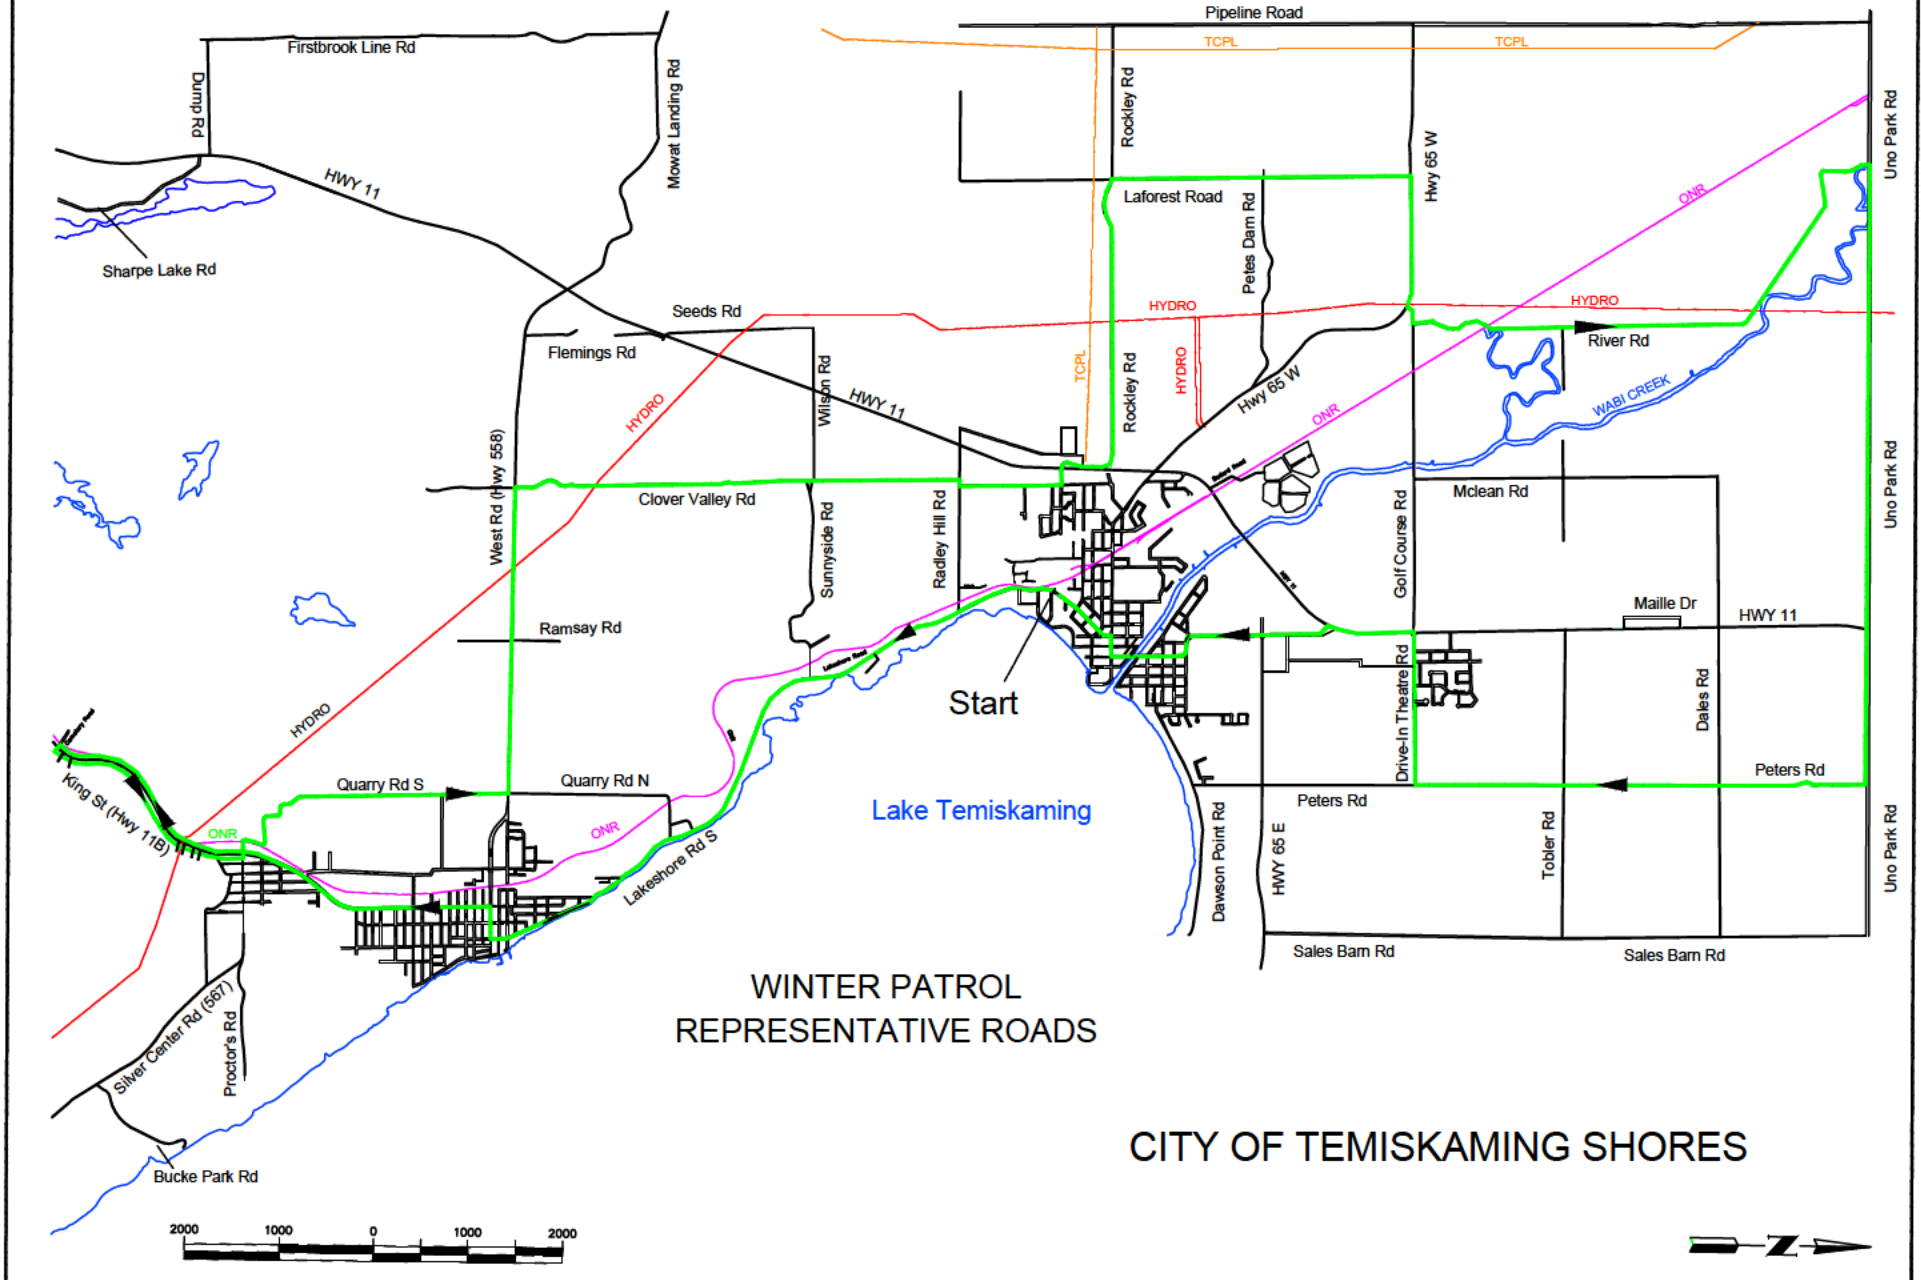 Pipeline Road
Firstbrook Line Rd
TCPL
TCPL
Dump Rd
Mowat Landing Rd
Rockley Rd
Hwy 65 W
Uno Park Rd
HWY 11
Laforest Road
Petes Dam Rd
ONR
Sharpe Lake Rd
Seeds Rd
HYDRO
HYDRO
Flemings Rd
River Rd
TCPL
HYDRO
Wilson Rd
HWY 11
Rockley Rd
Hwy 65 W
HYDRO
ONR
WABI CREEK
West Rd (Hwy 558)
Clover Valley Rd
Mclean Rd
Uno Park Rd
Sunnyside Rd
Radley Hill Rd
Golf Course Rd
HWY 11
Maille Dr
HWY 11
Ramsay Rd
Lakeshore Road
Start
Drive-In Theatre Rd
Dales Rd
HYDRO
King St (Hwy 11B)
Quarry Rd S
Quarry Rd N
Peters Rd
Peters Rd
Lake Temiskaming
ONR
ONR
Lakeshore Rd S
Dawson Point Rd
HWY 65 E
Tobler Rd
Uno Park Rd
Sales Barn Rd
Sales Barn Rd
WINTER PATROL
REPRESENTATIVE ROADS
Silver Center Rd (567)
Proctor's Rd
CITY OF TEMISKAMING SHORES
Bucke Park Rd
2000 1000 0 1000 2000
Z